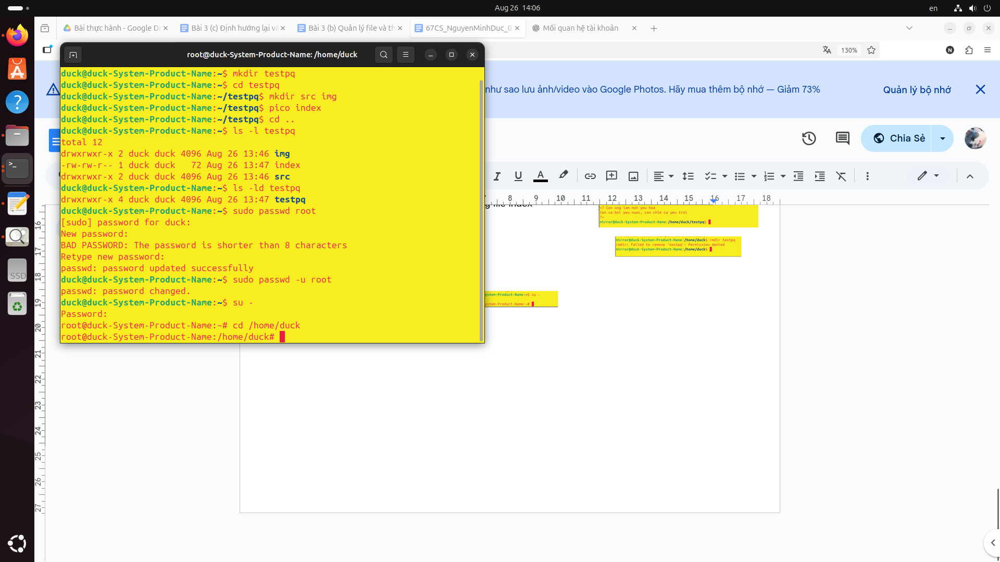 Aug 26 14:06
en
Bài thực hành - Google Dr
Bài 3 (c) Định hướng lại và
Bài 3 (b) Quản lý file và th
67CS_NguyenMinhDuc_0
Mối quan hệ tài khoản
130%
N
root@duck-System-Product-Name: /home/duck
như sao lưu ảnh/video vào Google Photos. Hãy mua thêm bộ nhớ — Giảm 73%
Quản lý bộ nhớ
Chia Sẻ
duck@duck-System-Product-Name:~$ mkdir testpq
duck@duck-System-Product-Name:~$ cd testpq
duck@duck-System-Product-Name:~/testpq$ mkdir src img
duck@duck-System-Product-Name:~/testpq$ pico index
duck@duck-System-Product-Name:~/testpq$ cd ..
duck@duck-System-Product-Name:~$ ls -l testpq
total 12
drwxrwxr-x 2 duck duck 4096 Aug 26 13:46 img
-rw-rw-r-- 1 duck duck   72 Aug 26 13:47 index
drwxrwxr-x 2 duck duck 4096 Aug 26 13:46 src
duck@duck-System-Product-Name:~$ ls -ld testpq
drwxrwxr-x 4 duck duck 4096 Aug 26 13:47 testpq
duck@duck-System-Product-Name:~$ sudo passwd root
[sudo] password for duck:
New password:
BAD PASSWORD: The password is shorter than 8 characters
Retype new password:
passwd: password updated successfully
duck@duck-System-Product-Name:~$ sudo passwd -u root
passwd: password changed.
duck@duck-System-Product-Name:~$ su -
Password:
root@duck-System-Product-Name:~# cd /home/duck
root@duck-System-Product-Name:/home/duck#
SSD
8 9 10 11 12 13 14 15 16 17 18
file index
<? Con ong lam mat yeu hoa
Con ca boi yeu nuoc, con chim ca yeu troi
?>
mirror@duck-System-Product-Name:/home/duck/testpq$
mirror@duck-System-Product-Name:/home/duck$ rmdir testpq
rmdir: failed to remove 'testpq': Permission denied
mirror@duck-System-Product-Name:/home/duck$
ystem-Product-Name:~$ su -
ystem-Product-Name:~#
16
17
18
19
20
21
22
23
24
25
26
27